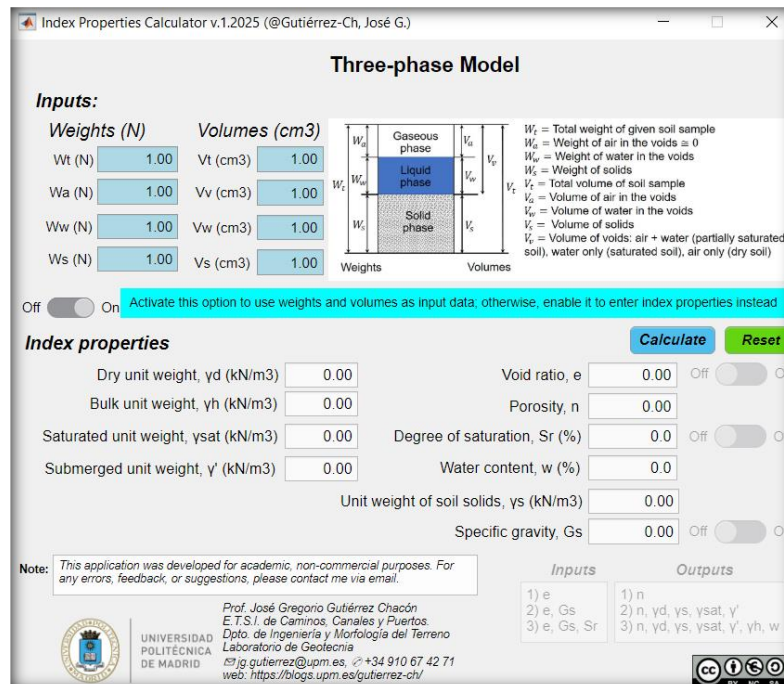 Index Properties Calculator v.1.2025 (@Gutiérrez-Ch, José G.)
Three-phase Model
Inputs:
Weights (N)
Volumes (cm3)
Wt (N) 1.00
Vt (cm3) 1.00
Wa (N) 1.00
Vv (cm3) 1.00
Ww (N) 1.00
Vw (cm3) 1.00
Ws (N) 1.00
Vs (cm3) 1.00
Gaseous
phase
Liquid
phase
Solid
phase
Wt
Wa
Ww
Ws
Va
Vw
Vs
Vv
Vt
Weights
Volumes
Wt = Total weight of given soil sample
Wa = Weight of air in the voids ≅ 0
Ww = Weight of water in the voids
Ws = Weight of solids
Vt = Total volume of soil sample
Va = Volume of air in the voids
Vw = Volume of water in the voids
Vs = Volume of solids
Vv = Volume of voids: air + water (partially saturated
soil), water only (saturated soil), air only (dry soil)
Off On
Activate this option to use weights and volumes as input data; otherwise, enable it to enter index properties instead
Index properties
Calculate
Reset
Dry unit weight, γd (kN/m3) 0.00
Bulk unit weight, γh (kN/m3) 0.00
Saturated unit weight, γsat (kN/m3) 0.00
Submerged unit weight, γ' (kN/m3) 0.00
Void ratio, e 0.00 Off O
Porosity, n 0.00
Degree of saturation, Sr (%) 0.0 Off O
Water content, w (%) 0.0
Unit weight of soil solids, γs (kN/m3) 0.00
Specific gravity, Gs 0.00 Off O
Note:
This application was developed for academic, non-commercial purposes. For
any errors, feedback, or suggestions, please contact me via email.
Inputs
1) e
2) e, Gs
3) e, Gs, Sr
Outputs
1) n
2) n, γd, γs, γsat, γ'
3) n, γd, γs, γsat, γ', γh, w
UNIVERSIDAD
POLITÉCNICA
DE MADRID
Prof. José Gregorio Gutiérrez Chacón
E.T.S.I. de Caminos, Canales y Puertos.
Dpto. de Ingeniería y Morfología del Terreno
Laboratorio de Geotecnia
✉ jg.gutierrez@upm.es, ✆ +34 910 67 42 71
web: https://blogs.upm.es/gutierrez-ch/
cc
BY NC SA